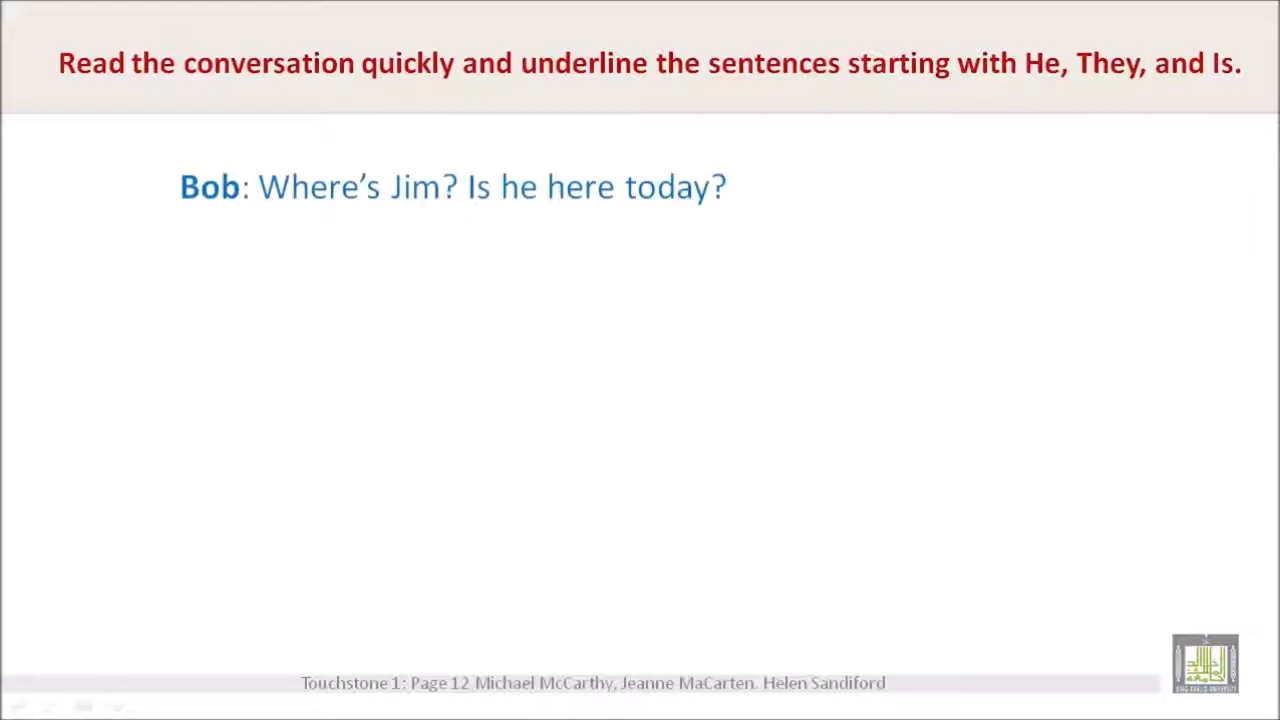 Read the conversation quickly and underline the sentences starting with He, They, and Is.
Bob: Where’s Jim? Is he here today?
Touchstone 1: Page 12 Michael McCarthy, Jeanne MaCarten. Helen Sandiford